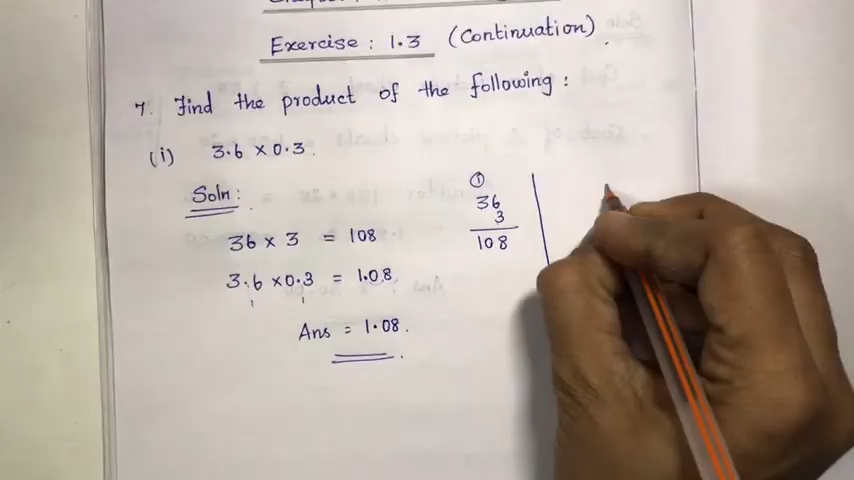 Exercise : 1.3 (Continuation).
7. Find the product of the following :
(i) 3.6 × 0.3.
Soln :
36 × 3 = 108
3.6 × 0.3 = 1.08
Ans = 1.08.
①
36
3
108